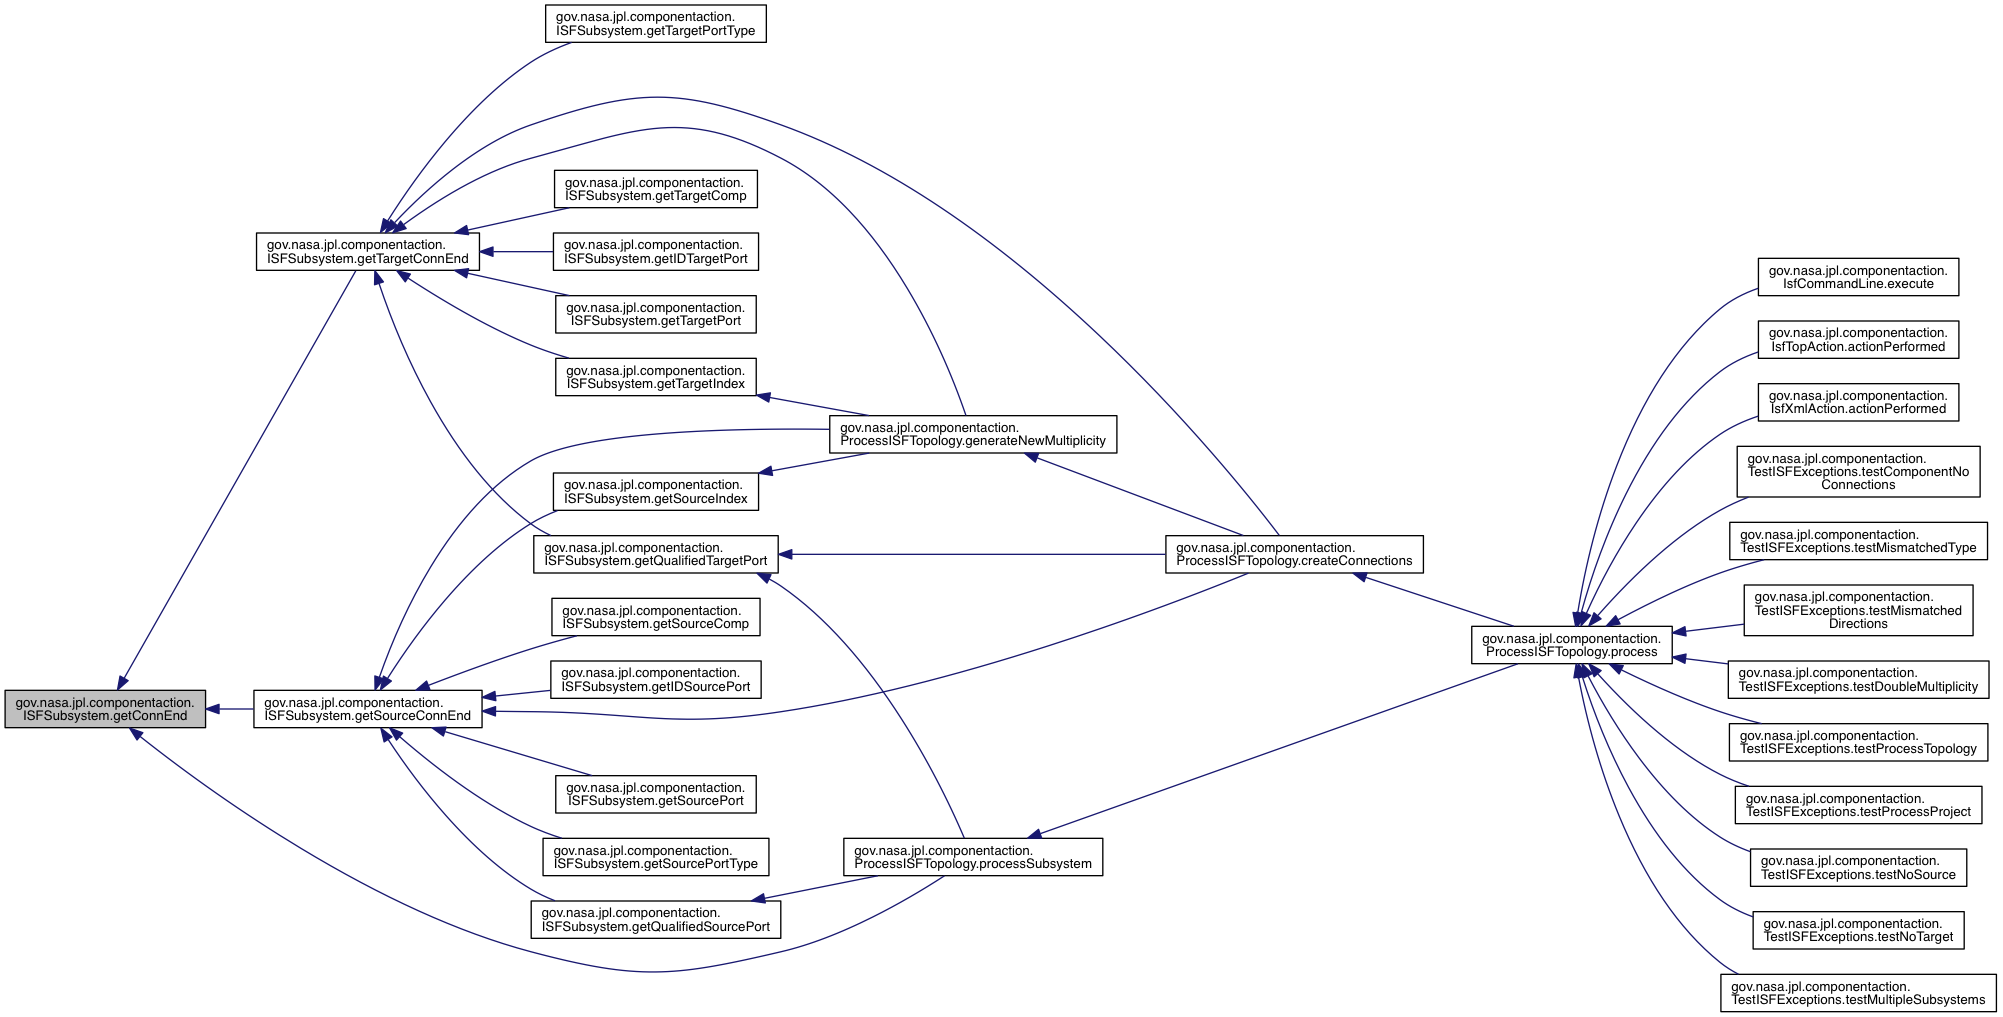 gov.nasa.jpl.componentaction.
ISFSubsystem.getConnEnd
gov.nasa.jpl.componentaction.
ISFSubsystem.getTargetConnEnd
gov.nasa.jpl.componentaction.
ISFSubsystem.getSourceConnEnd
gov.nasa.jpl.componentaction.
ISFSubsystem.getTargetPortType
gov.nasa.jpl.componentaction.
ISFSubsystem.getTargetComp
gov.nasa.jpl.componentaction.
ISFSubsystem.getIDTargetPort
gov.nasa.jpl.componentaction.
ISFSubsystem.getTargetPort
gov.nasa.jpl.componentaction.
ISFSubsystem.getTargetIndex
gov.nasa.jpl.componentaction.
ISFSubsystem.getSourceIndex
gov.nasa.jpl.componentaction.
ISFSubsystem.getQualifiedTargetPort
gov.nasa.jpl.componentaction.
ISFSubsystem.getSourceComp
gov.nasa.jpl.componentaction.
ISFSubsystem.getIDSourcePort
gov.nasa.jpl.componentaction.
ISFSubsystem.getSourcePort
gov.nasa.jpl.componentaction.
ISFSubsystem.getSourcePortType
gov.nasa.jpl.componentaction.
ISFSubsystem.getQualifiedSourcePort
gov.nasa.jpl.componentaction.
ProcessISFTopology.generateNewMultiplicity
gov.nasa.jpl.componentaction.
ProcessISFTopology.processSubsystem
gov.nasa.jpl.componentaction.
ProcessISFTopology.createConnections
gov.nasa.jpl.componentaction.
ProcessISFTopology.process
gov.nasa.jpl.componentaction.
IsfCommandLine.execute
gov.nasa.jpl.componentaction.
IsfTopAction.actionPerformed
gov.nasa.jpl.componentaction.
IsfXmlAction.actionPerformed
gov.nasa.jpl.componentaction.
TestISFExceptions.testComponentNo
Connections
gov.nasa.jpl.componentaction.
TestISFExceptions.testMismatchedType
gov.nasa.jpl.componentaction.
TestISFExceptions.testMismatched
Directions
gov.nasa.jpl.componentaction.
TestISFExceptions.testDoubleMultiplicity
gov.nasa.jpl.componentaction.
TestISFExceptions.testProcessTopology
gov.nasa.jpl.componentaction.
TestISFExceptions.testProcessProject
gov.nasa.jpl.componentaction.
TestISFExceptions.testNoSource
gov.nasa.jpl.componentaction.
TestISFExceptions.testNoTarget
gov.nasa.jpl.componentaction.
TestISFExceptions.testMultipleSubsystems